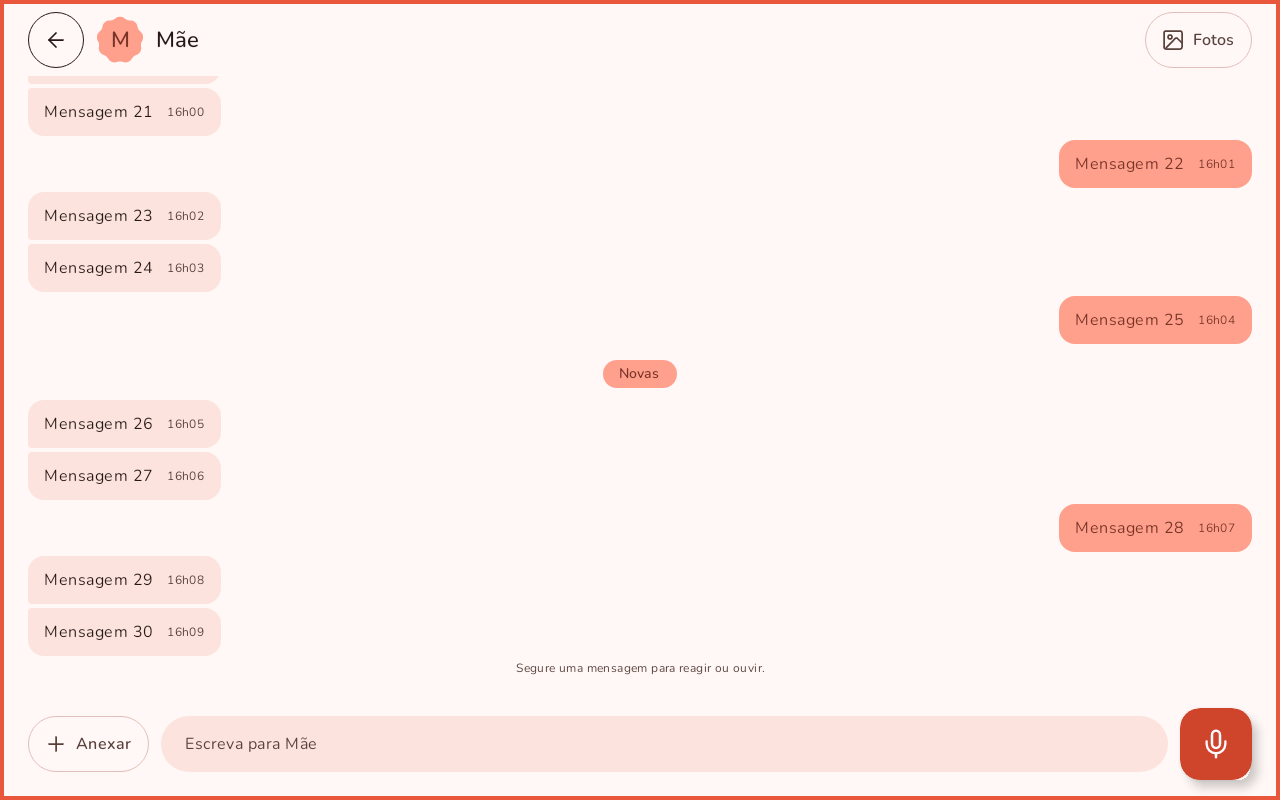 M Mãe Fotos
Mensagem 21 16h00
Mensagem 22 16h01
Mensagem 23 16h02
Mensagem 24 16h03
Mensagem 25 16h04
Novas
Mensagem 26 16h05
Mensagem 27 16h06
Mensagem 28 16h07
Mensagem 29 16h08
Mensagem 30 16h09
Segure uma mensagem para reagir ou ouvir.
Anexar Escreva para Mãe